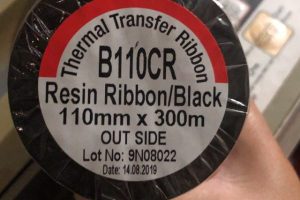 Thermal Transfer Ribbon
B110CR
Resin Ribbon/Black
110mm x 300m
OUT SIDE
Lot No: 9N08022
Date: 14.08.2019